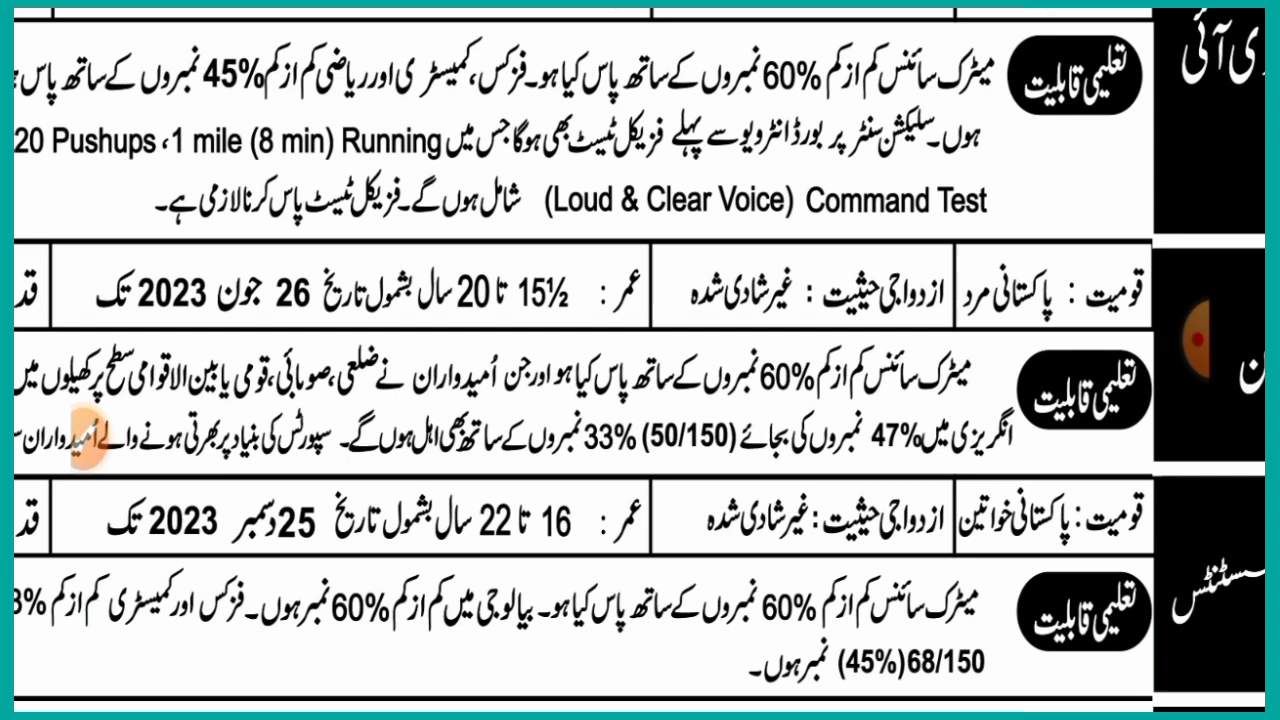 ی آئی
تعلیمی قابلیت
میٹرک سائنس کم از کم %60 نمبروں کے ساتھ پاس کیا ہو۔ فزکس، کمیسٹری اور ریاضی کم از کم %45 نمبروں کے ساتھ پاس
ہوں۔ سلیکشن سنٹر پر بورڈ انٹرویو سے پہلے فزیکل ٹیسٹ بھی ہوگا جس میں 1 mile (8 min) Running، 20 Pushups
Command Test (Loud & Clear Voice) شامل ہوں گے۔ فزیکل ٹیسٹ پاس کرنا لازمی ہے۔
قومیت : پاکستانی مرد ازدواجی حیثیت : غیر شادی شدہ عمر : 15½ تا 20 سال بشمول تاریخ 26 جون 2023 تک
ن
تعلیمی قابلیت
میٹرک سائنس کم از کم %60 نمبروں کے ساتھ پاس کیا ہو اور جن اُمیدواران نے ضلعی، صوبائی، قومی یا بین الاقوامی سطح پر کھیلوں میں
انگریزی میں %47 نمبروں کی بجائے (50/150) %33 نمبروں کے ساتھ بھی اہل ہوں گے۔ سپورٹس کی بنیاد پر بھرتی ہونے والے اُمیدواران
قومیت : پاکستانی خواتین ازدواجی حیثیت : غیر شادی شدہ عمر : 16 تا 22 سال بشمول تاریخ 25 دسمبر 2023 تک
سسٹنٹس
تعلیمی قابلیت
میٹرک سائنس کم از کم %60 نمبروں کے ساتھ پاس کیا ہو۔ بیالوجی میں کم از کم %60 نمبر ہوں۔ فزکس اور کمیسٹری کم از کم
68/150 (45%) نمبر ہوں۔